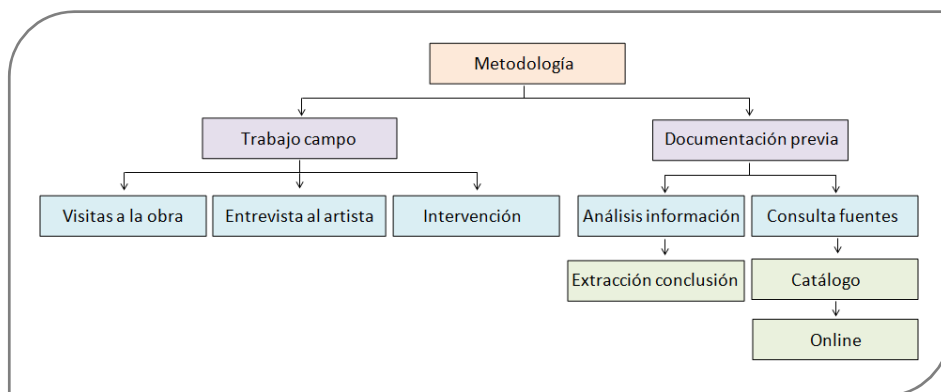 Metodología
Trabajo campo
Documentación previa
Visitas a la obra
Entrevista al artista
Intervención
Análisis información
Consulta fuentes
Extracción conclusión
Catálogo
Online